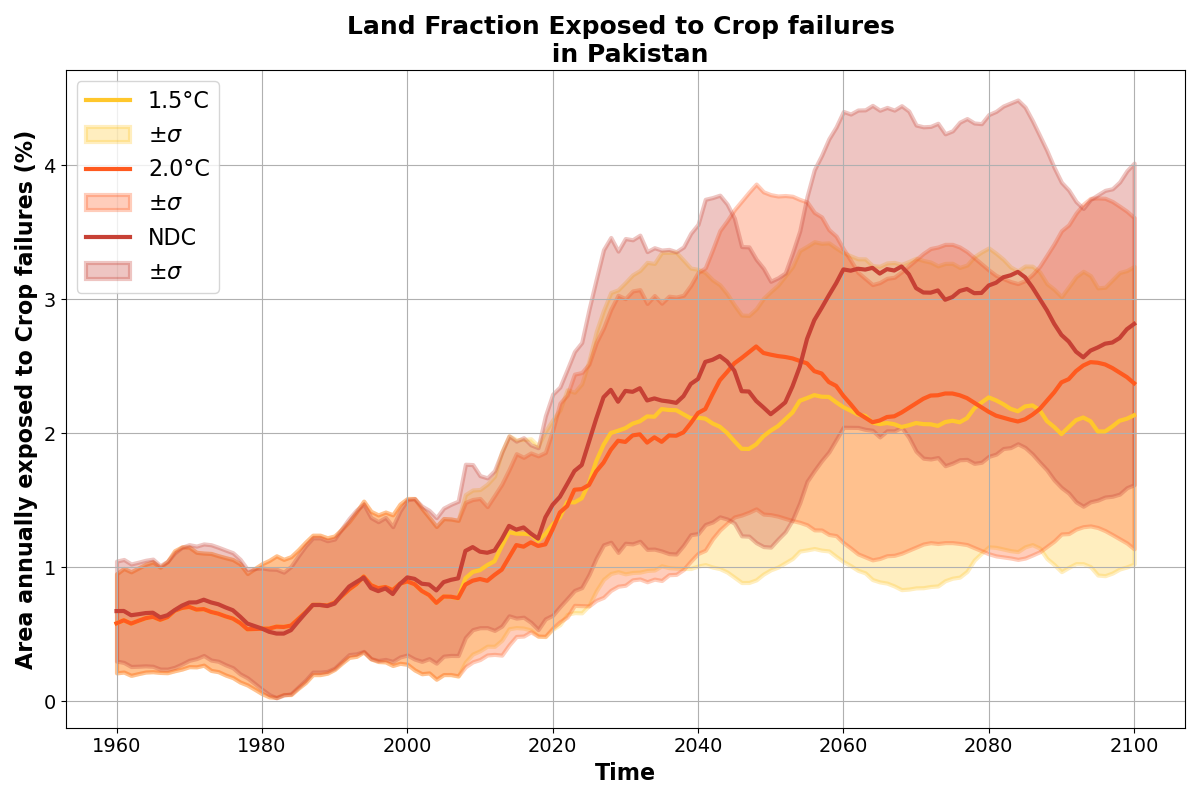 Land Fraction Exposed to Crop failures
in Pakistan
Area annually exposed to Crop failures (%)
1.5°C
±σ
2.0°C
±σ
NDC
±σ
4
3
2
1
0
1960 1980 2000 2020 2040 2060 2080 2100
Time